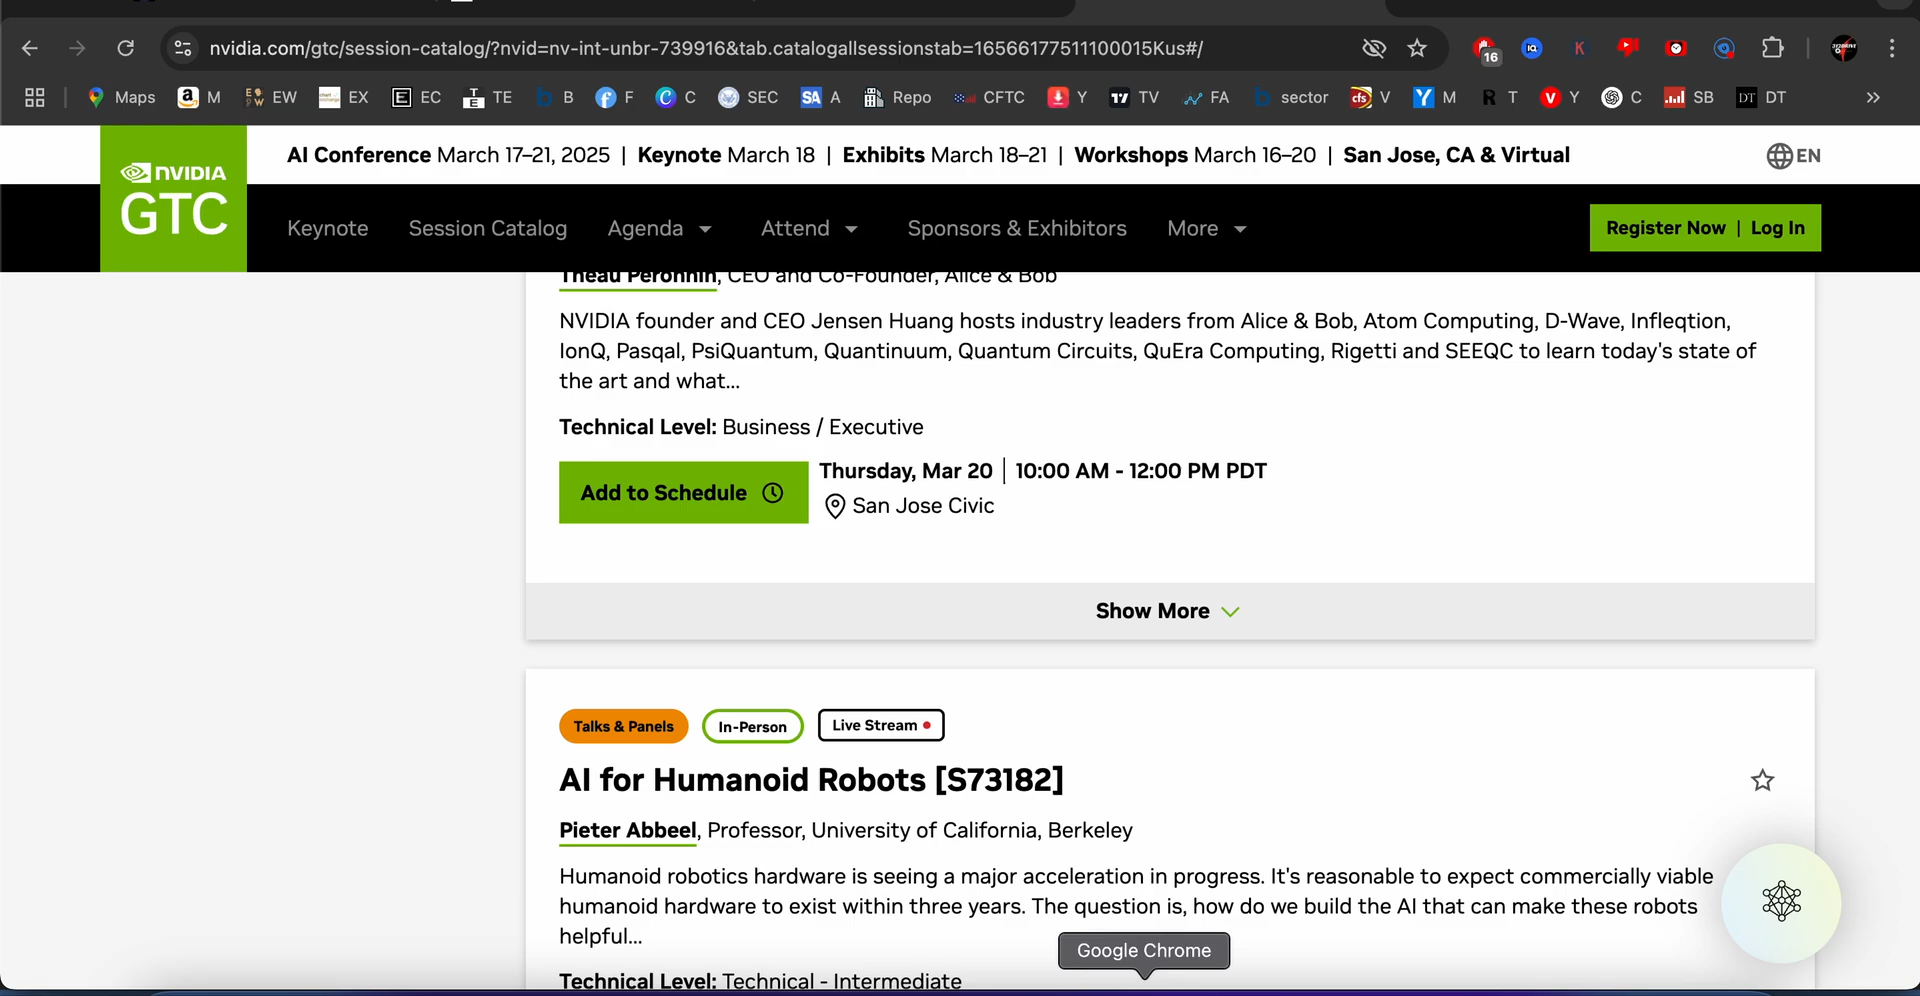 nvidia.com/gtc/session-catalog/?nvid=nv-int-unbr-739916&tab.catalogallsessionstab=16566177511100015Kus#/
16
IQ
K
Maps M EW EX EC TE B F C SEC SA A Repo CFTC Y TV FA sector cfs V M R T Y C SB DT DT
AI Conference March 17–21, 2025 | Keynote March 18 | Exhibits March 18–21 | Workshops March 16–20 | San Jose, CA & Virtual
EN
NVIDIA
GTC
Keynote Session Catalog Agenda Attend Sponsors & Exhibitors More
Register Now | Log In
Theau Peronnin, CEO and Co-Founder, Alice & Bob
NVIDIA founder and CEO Jensen Huang hosts industry leaders from Alice & Bob, Atom Computing, D-Wave, Infleqtion,
IonQ, Pasqal, PsiQuantum, Quantinuum, Quantum Circuits, QuEra Computing, Rigetti and SEEQC to learn today's state of
the art and what...
Technical Level: Business / Executive
Add to Schedule
Thursday, Mar 20 | 10:00 AM - 12:00 PM PDT
San Jose Civic
Show More
Talks & Panels In-Person Live Stream
AI for Humanoid Robots [S73182]
Pieter Abbeel, Professor, University of California, Berkeley
Humanoid robotics hardware is seeing a major acceleration in progress. It's reasonable to expect commercially viable
humanoid hardware to exist within three years. The question is, how do we build the AI that can make these robots
helpful...
Google Chrome
Technical Level: Technical - Intermediate